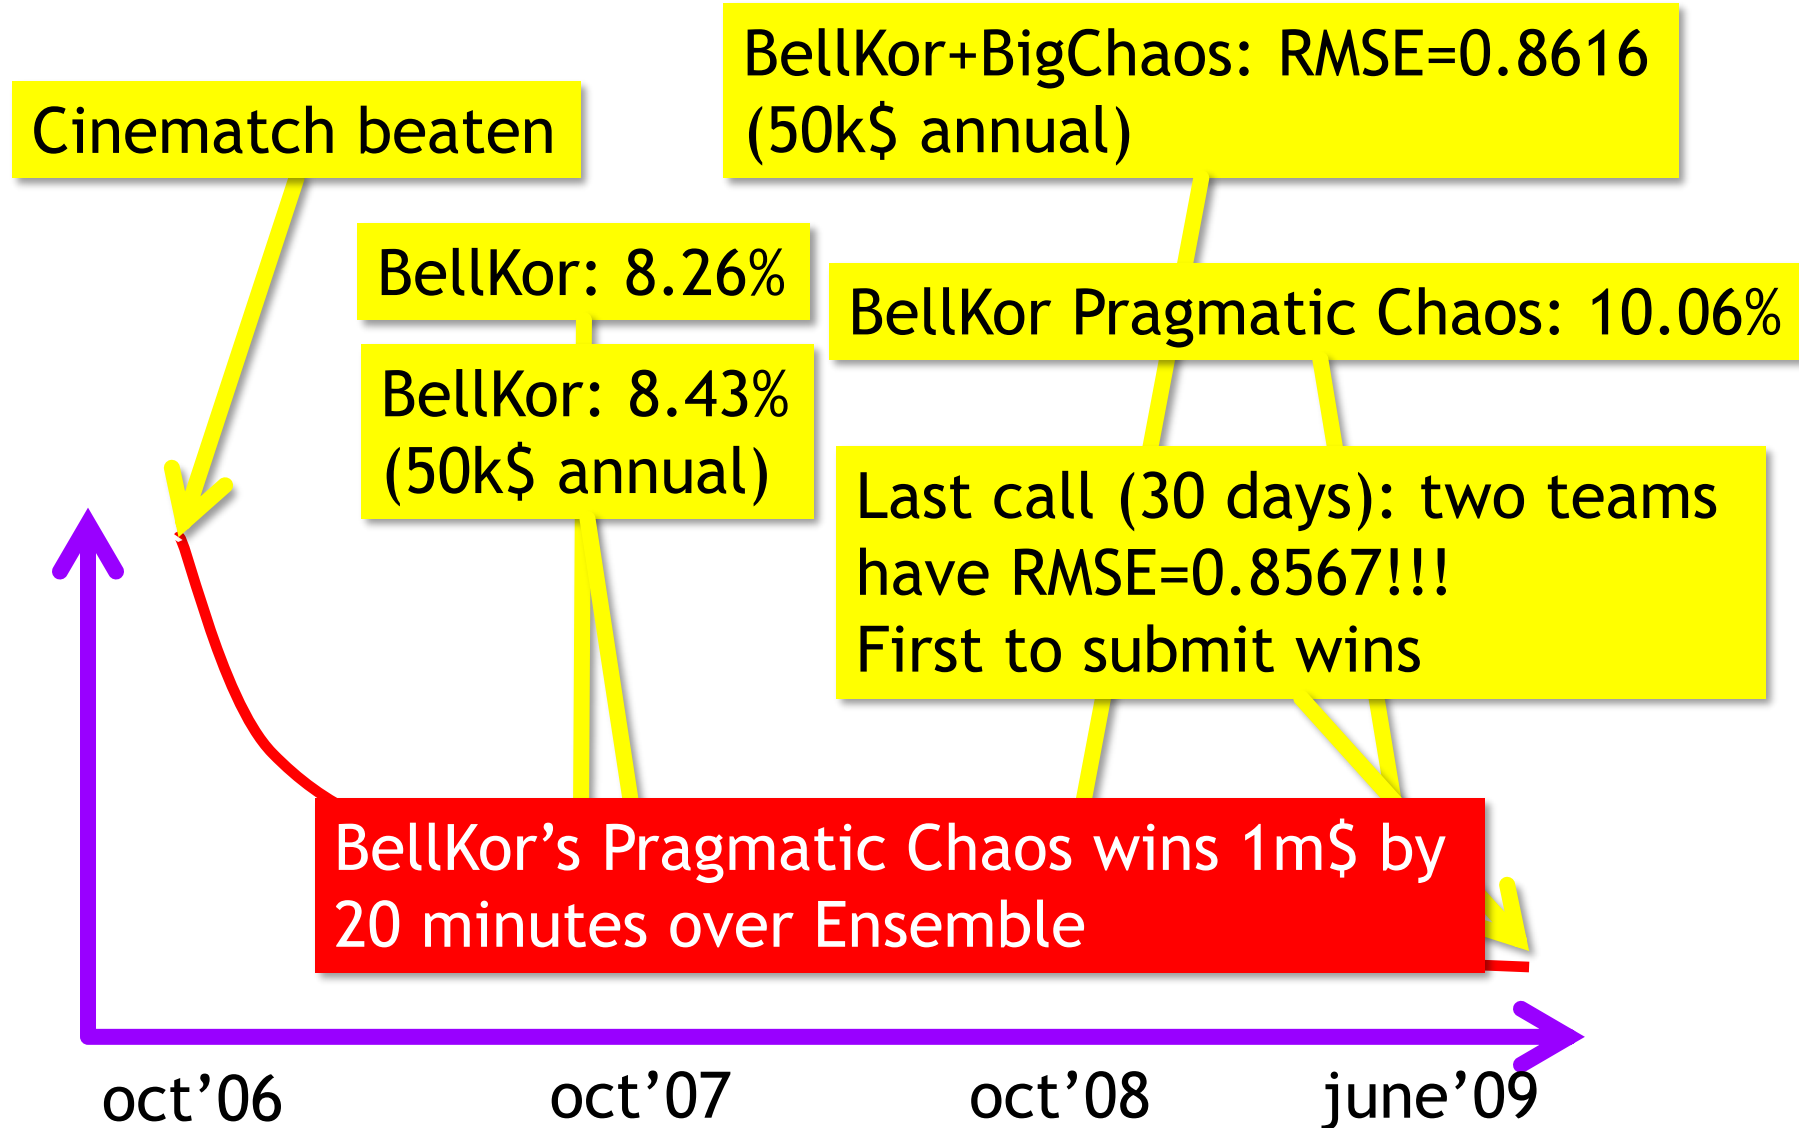 BellKor+BigChaos: RMSE=0.8616
(50k$ annual)
Cinematch beaten
BellKor: 8.26%
BellKor Pragmatic Chaos: 10.06%
BellKor: 8.43%
(50k$ annual)
Last call (30 days): two teams
have RMSE=0.8567!!!
First to submit wins
BellKor’s Pragmatic Chaos wins 1m$ by
20 minutes over Ensemble
oct’06
oct’07
oct’08
june’09